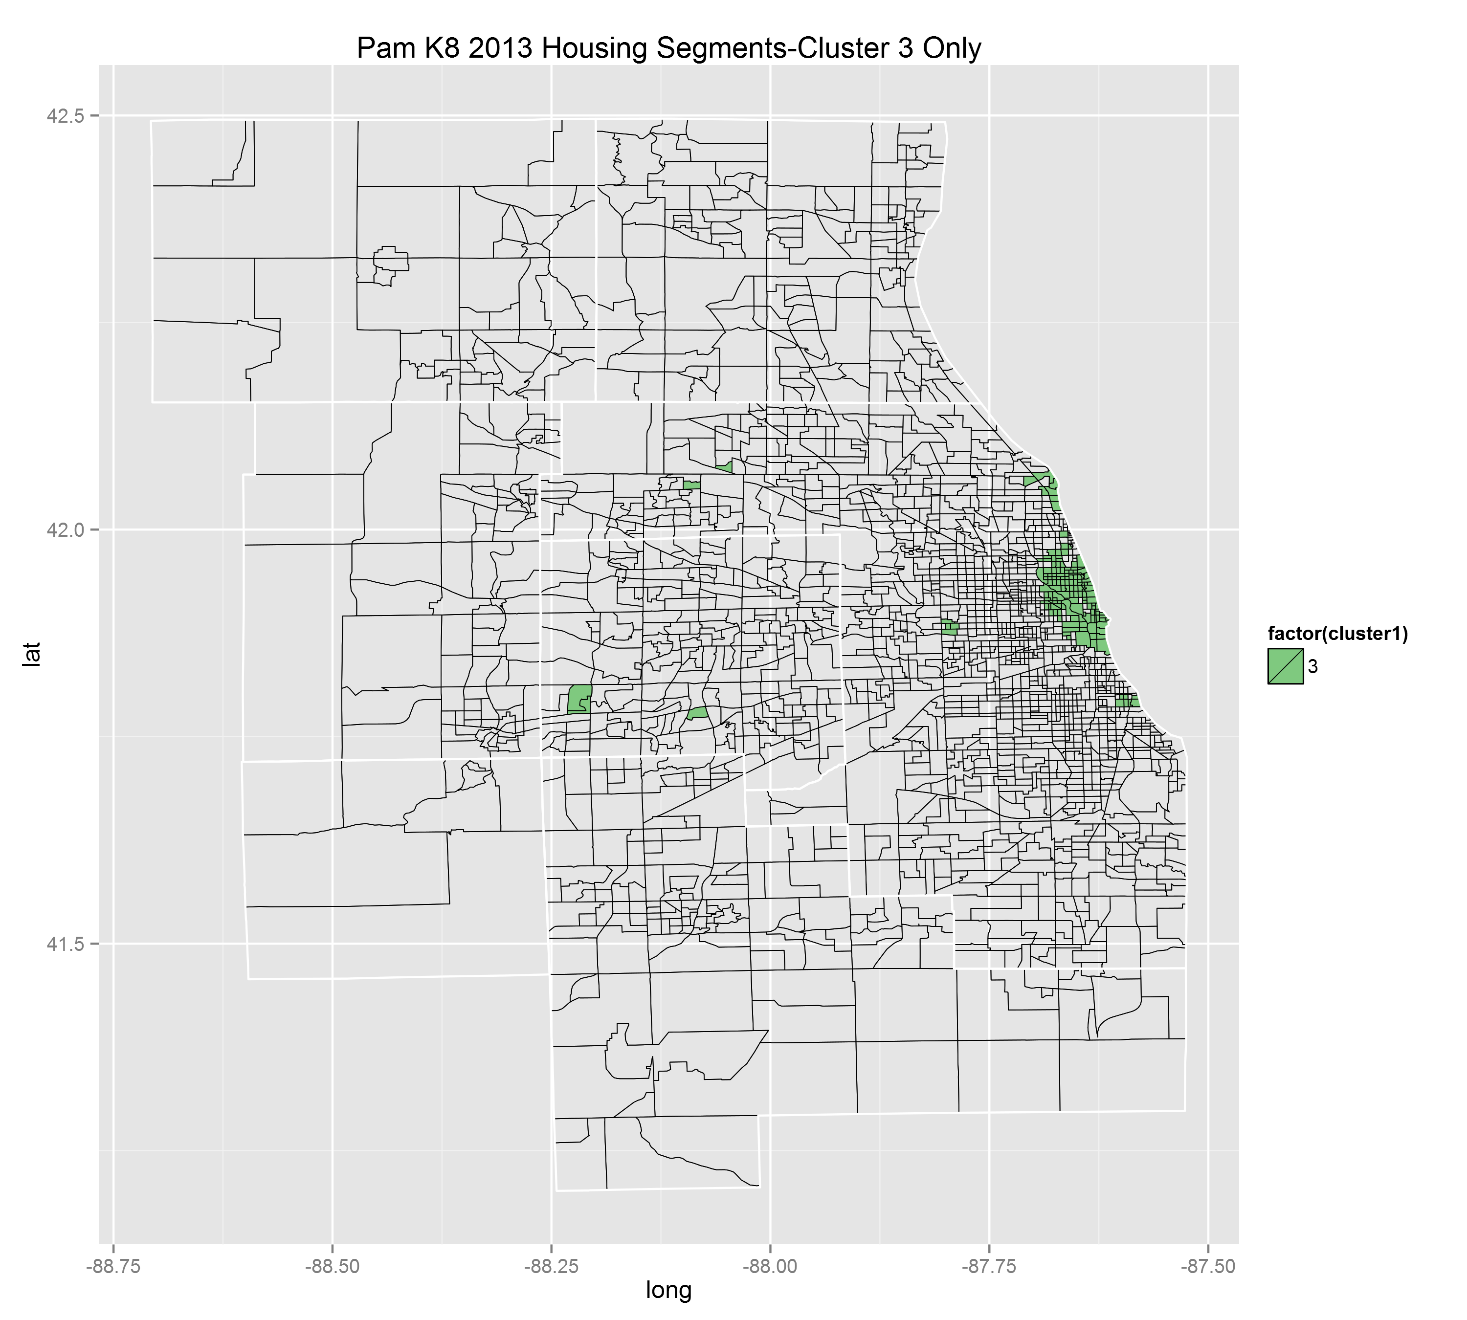 Pam K8 2013 Housing Segments-Cluster 3 Only
42.5
42.0
41.5
lat
-88.75 -88.50 -88.25 -88.00 -87.75 -87.50
long
factor(cluster1)
3